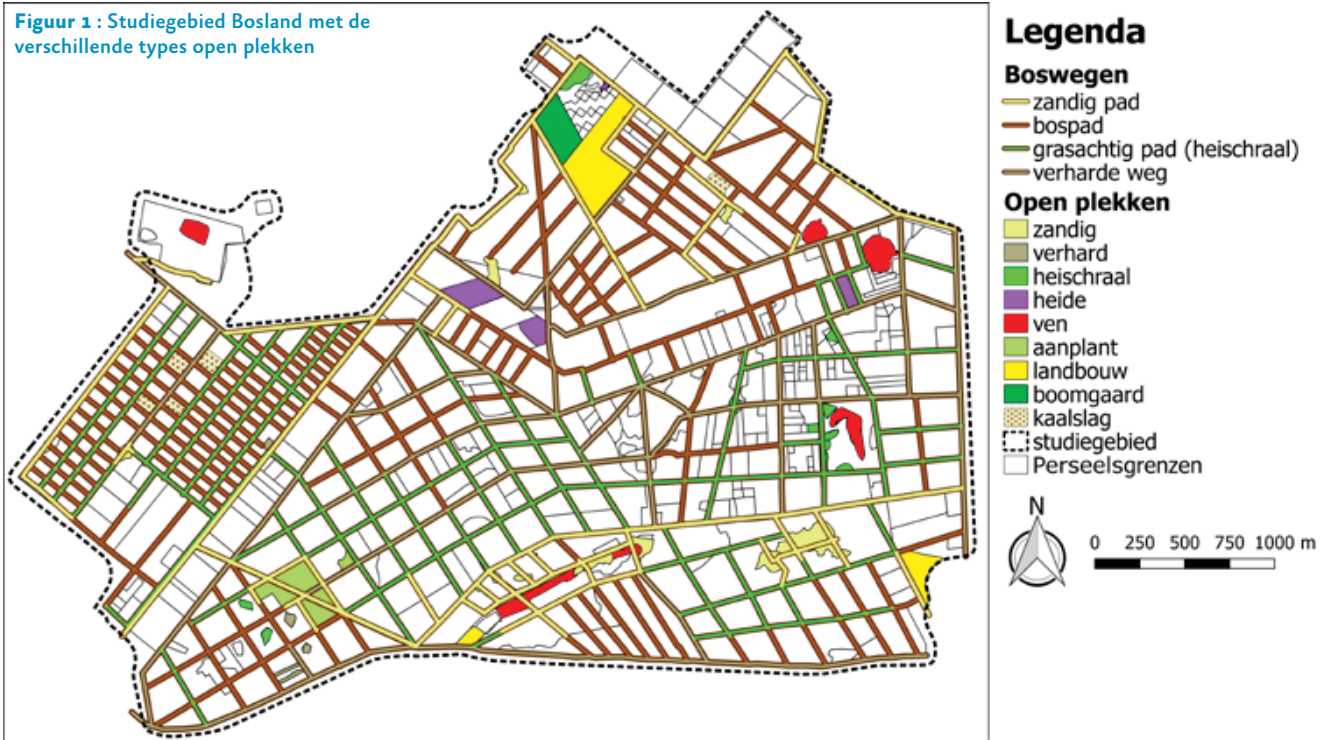 Figuur 1 : Studiegebied Bosland met de
verschillende types open plekken
Legenda
Boswegen
zandig pad
bospad
grasachtig pad (heischraal)
verharde weg
Open plekken
zandig
verhard
heischraal
heide
ven
aanplant
landbouw
boomgaard
kaalslag
studiegebied
Perseelsgrenzen
N
0 250 500 750 1000 m